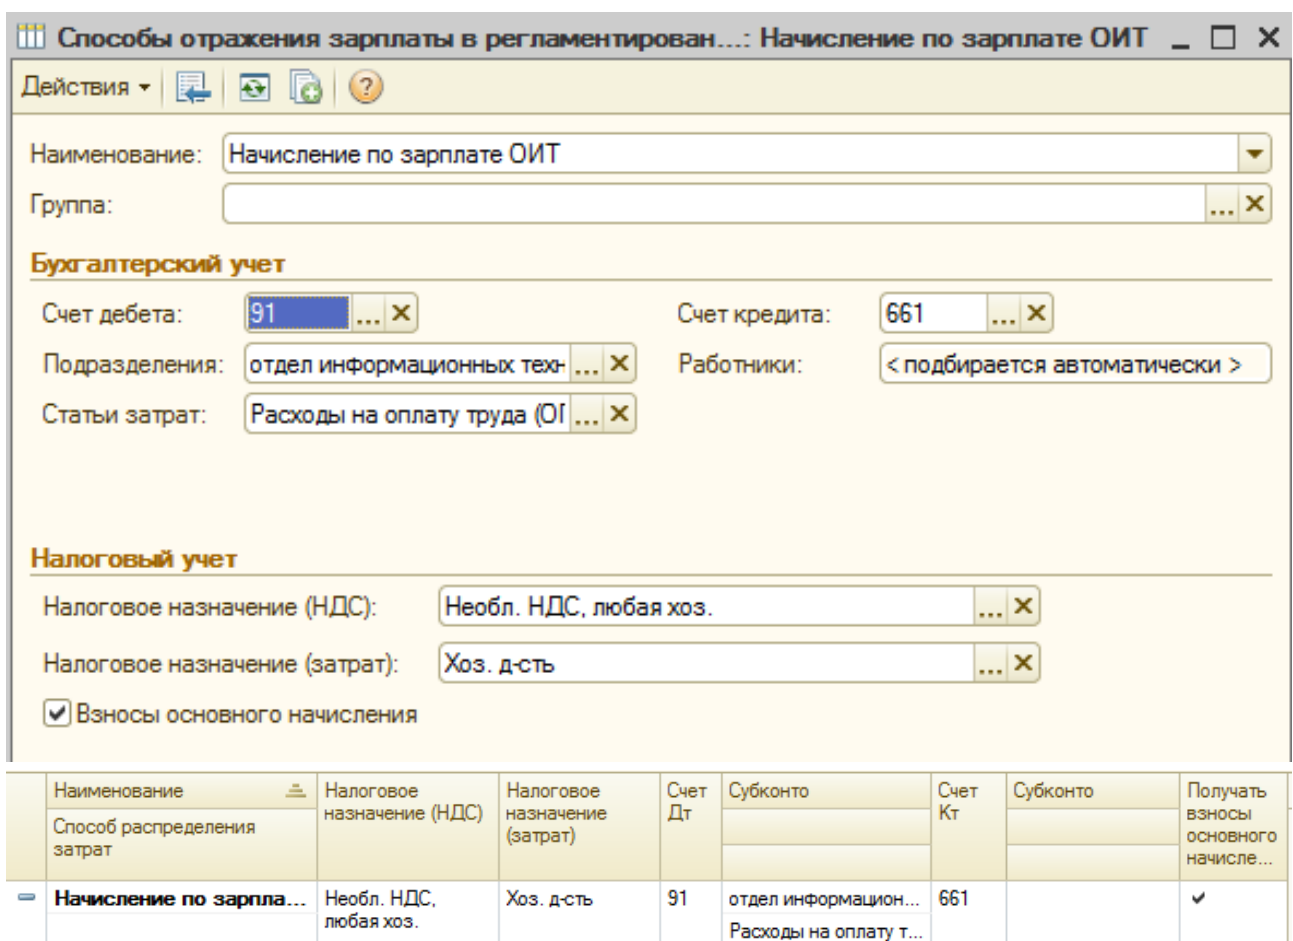 Способы отражения зарплаты в регламентирован...: Начисление по зарплате ОИТ
Действия
Наименование: Начисление по зарплате ОИТ
Группа:
Бухгалтерский учет
Счет дебета: 91 Счет кредита: 661
Подразделения: отдел информационных техн Работники: < подбирается автоматически >
Статьи затрат: Расходы на оплату труда (ОГ
Налоговый учет
Налоговое назначение (НДС): Необл. НДС, любая хоз.
Налоговое назначение (затрат): Хоз. д-сть
Взносы основного начисления
Наименование
Способ распределения
затрат
Налоговое
назначение (НДС)
Налоговое
назначение
(затрат)
Счет
Дт
Субконто
Счет
Кт
Субконто
Получать
взносы
основного
начисле...
Начисление по зарпла...
Необл. НДС,
любая хоз.
Хоз. д-сть
91
отдел информацион...
Расходы на оплату т...
661